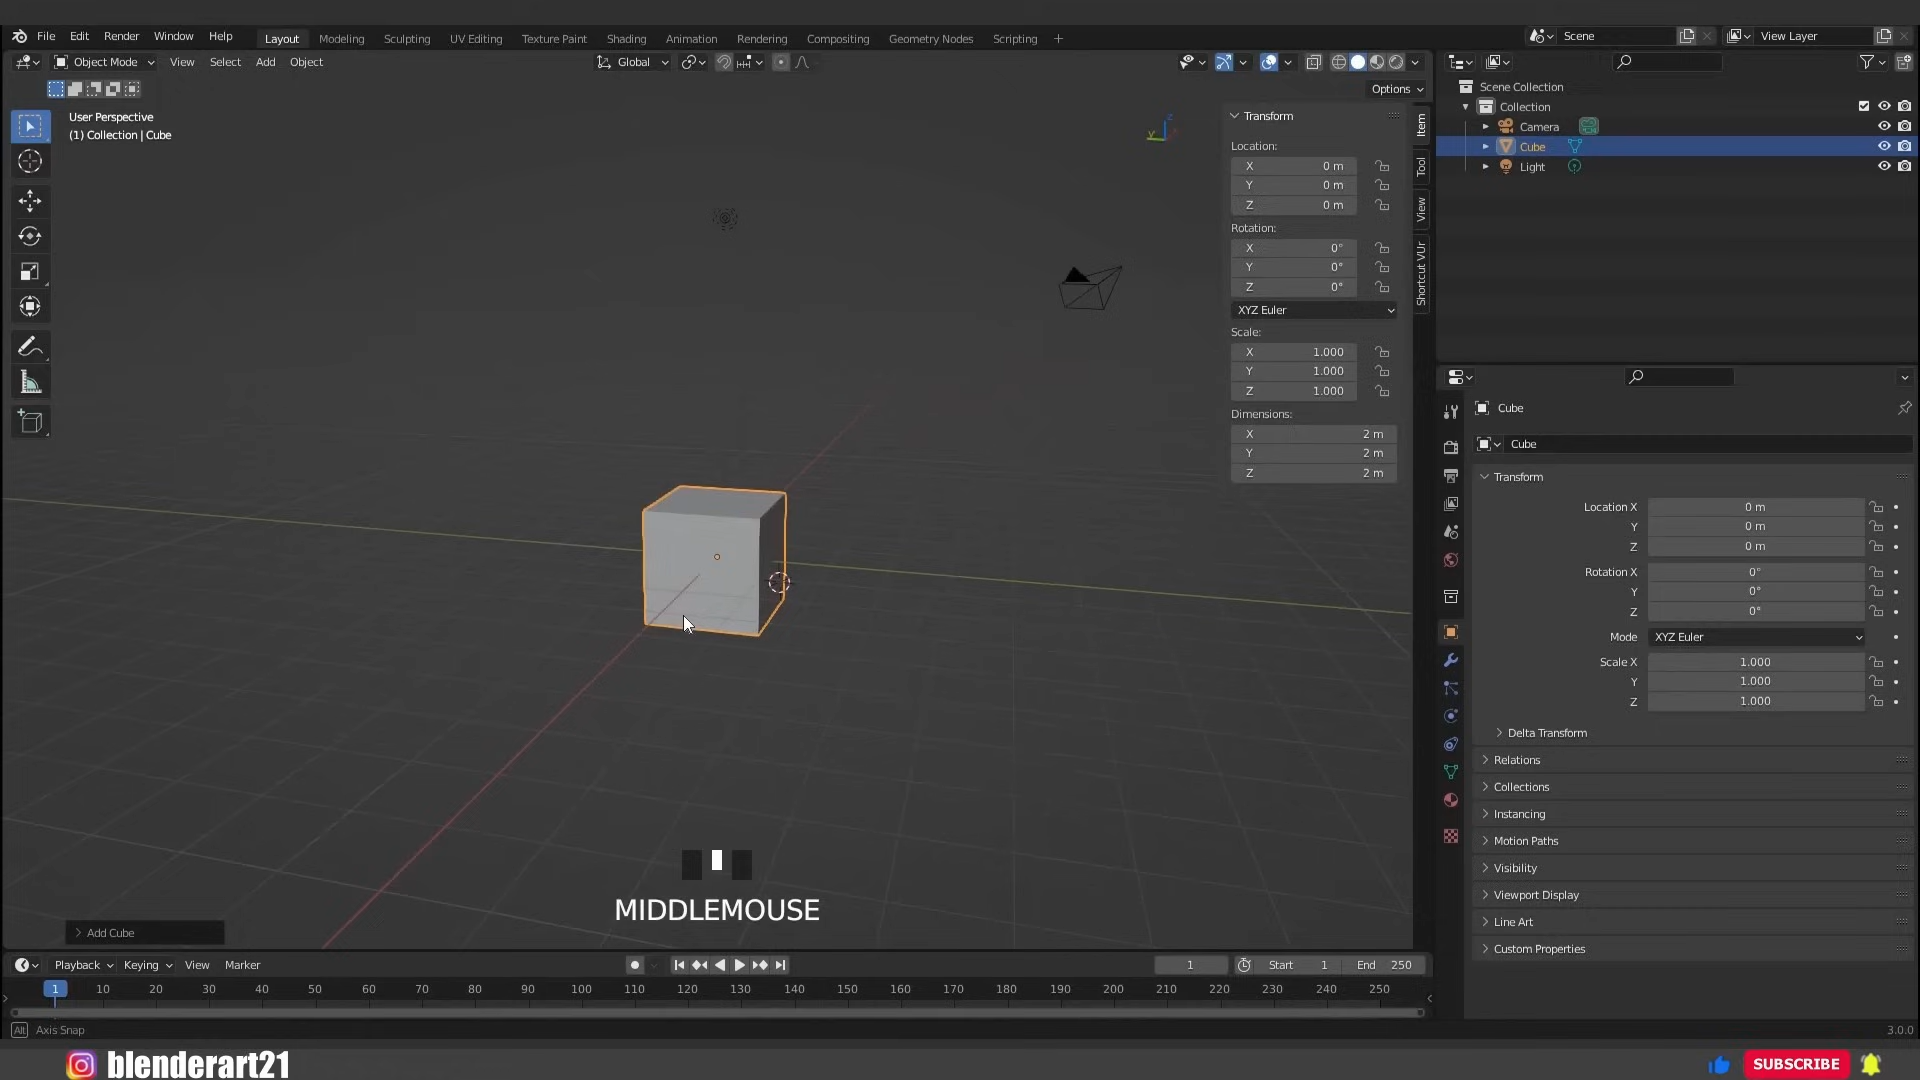 File Edit Render Window Help Layout Modeling Sculpting UV Editing Texture Paint Shading Animation Rendering Compositing Geometry Nodes Scripting + Scene View Layer
Object Mode View Select Add Object Global
Options
User Perspective
(1) Collection | Cube
Transform
Location:
X 0 m
Y 0 m
Z 0 m
Rotation:
X 0°
Y 0°
Z 0°
XYZ Euler
Scale:
X 1.000
Y 1.000
Z 1.000
Dimensions:
X 2 m
Y 2 m
Z 2 m
Item
Tool
View
Shortcut VUr
Z
Y
Scene Collection
Collection
Camera
Cube
Light
Cube
Cube
Transform
Location X 0 m
Y 0 m
Z 0 m
Rotation X 0°
Y 0°
Z 0°
Mode XYZ Euler
Scale X 1.000
Y 1.000
Z 1.000
Delta Transform
Relations
Collections
Instancing
Motion Paths
Visibility
Viewport Display
Line Art
Custom Properties
MIDDLEMOUSE
Add Cube
Playback Keying View Marker 1 Start 1 End 250
1 10 20 30 40 50 60 70 80 90 100 110 120 130 140 150 160 170 180 190 200 210 220 230 240 250
Alt Axis Snap 3.0.0
blenderart21 SUBSCRIBE